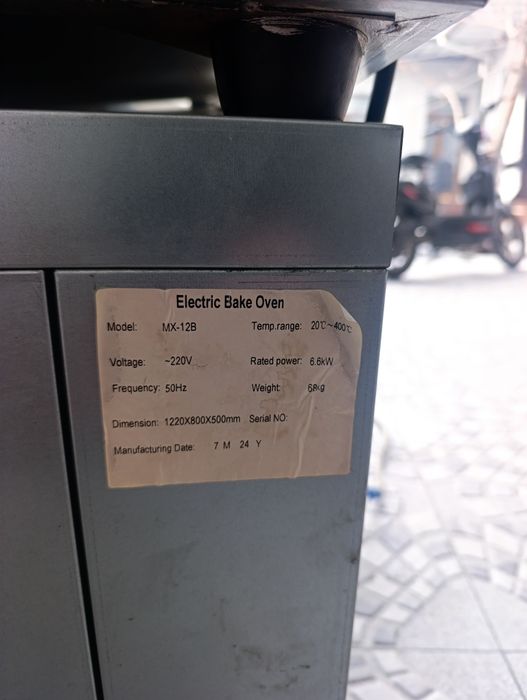 Electric Bake Oven
Model: MX-12B Temp.range: 20℃~400℃
Voltage: ~220V Rated power: 6.6kW
Frequency: 50Hz Weight: 68kg
Dimension: 1220X800X500mm Serial NO:
Manufacturing Date: 7 M 24 Y